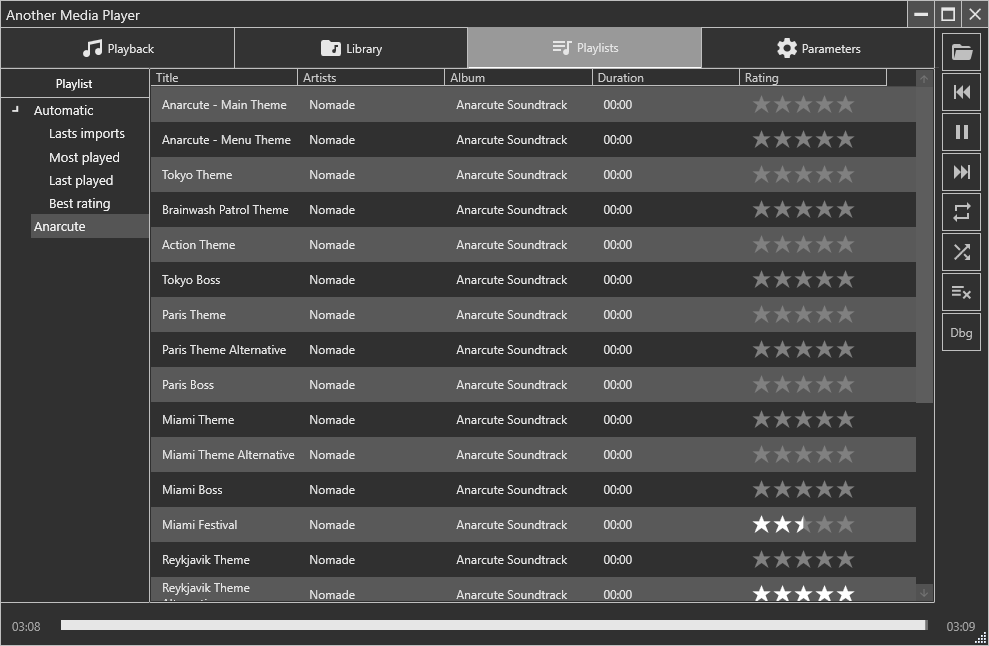 Another Media Player
Playback Library Playlists Parameters
Playlist
Automatic
Lasts imports
Most played
Last played
Best rating
Anarcute
Title Artists Album Duration Rating
Anarcute - Main Theme Nomade Anarcute Soundtrack 00:00
Anarcute - Menu Theme Nomade Anarcute Soundtrack 00:00
Tokyo Theme Nomade Anarcute Soundtrack 00:00
Brainwash Patrol Theme Nomade Anarcute Soundtrack 00:00
Action Theme Nomade Anarcute Soundtrack 00:00
Tokyo Boss Nomade Anarcute Soundtrack 00:00
Paris Theme Nomade Anarcute Soundtrack 00:00
Paris Theme Alternative Nomade Anarcute Soundtrack 00:00
Paris Boss Nomade Anarcute Soundtrack 00:00
Miami Theme Nomade Anarcute Soundtrack 00:00
Miami Theme Alternative Nomade Anarcute Soundtrack 00:00
Miami Boss Nomade Anarcute Soundtrack 00:00
Miami Festival Nomade Anarcute Soundtrack 00:00
Reykjavik Theme Nomade Anarcute Soundtrack 00:00
Reykjavik Theme Nomade Anarcute Soundtrack 00:00
Dbg
03:08 03:09